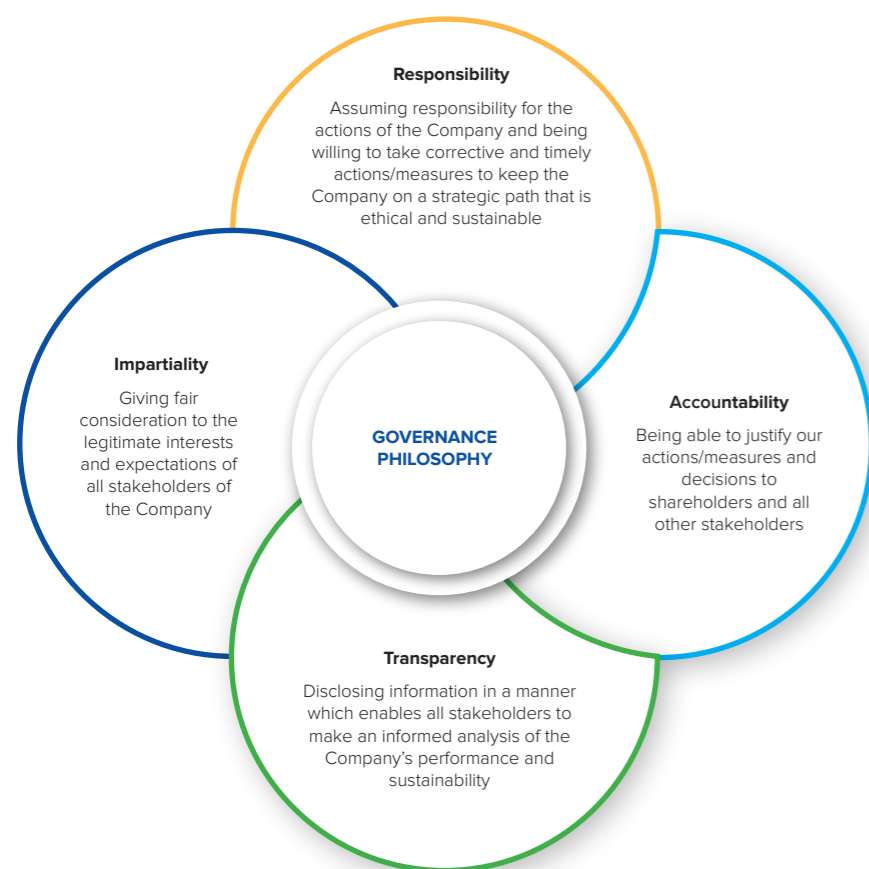 Responsibility
Assuming responsibility for the
actions of the Company and being
willing to take corrective and timely
actions/measures to keep the
Company on a strategic path that is
ethical and sustainable
Impartiality
Giving fair
consideration to the
legitimate interests
and expectations of
all stakeholders of
the Company
GOVERNANCE
PHILOSOPHY
Accountability
Being able to justify our
actions/measures and
decisions to
shareholders and all
other stakeholders
Transparency
Disclosing information in a manner
which enables all stakeholders to
make an informed analysis of the
Company’s performance and
sustainability